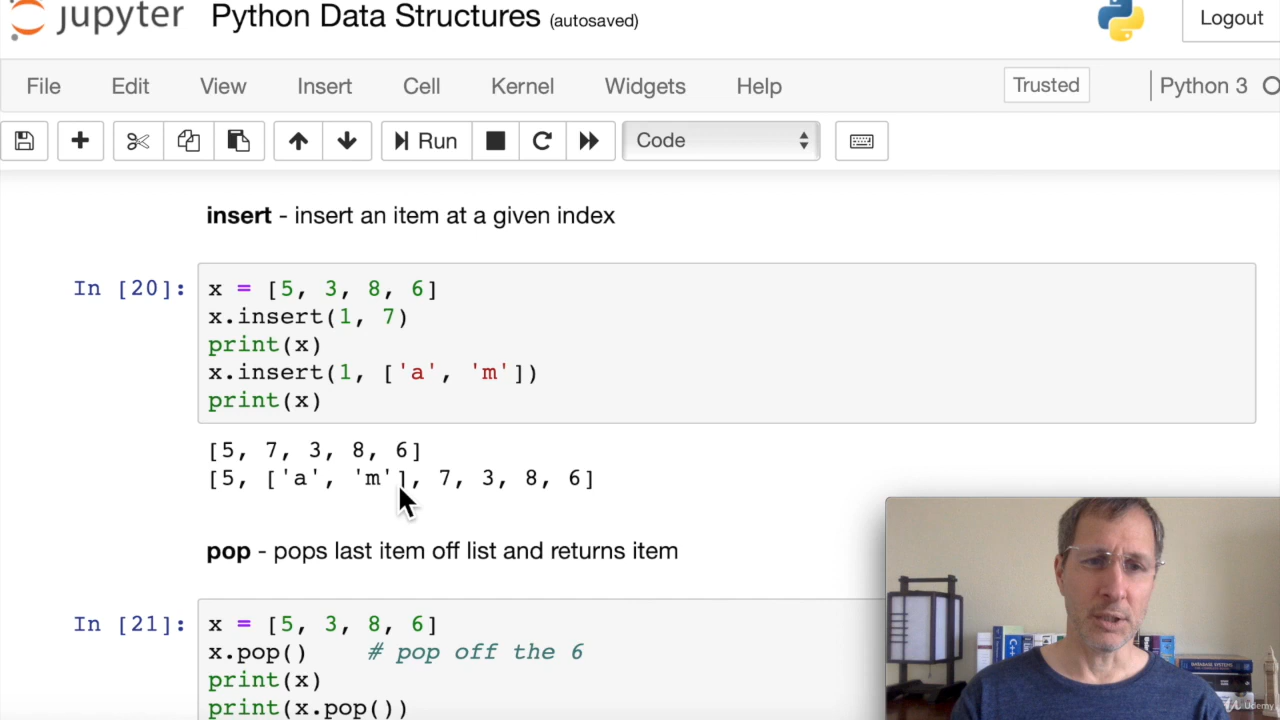 jupyter Python Data Structures (autosaved) Logout
File Edit View Insert Cell Kernel Widgets Help Trusted Python 3
Run Code
insert - insert an item at a given index
In [20]: x = [5, 3, 8, 6]
x.insert(1, 7)
print(x)
x.insert(1, ['a', 'm'])
print(x)
[5, 7, 3, 8, 6]
[5, ['a', 'm'], 7, 3, 8, 6]
pop - pops last item off list and returns item
In [21]: x = [5, 3, 8, 6]
x.pop() # pop off the 6
print(x)
print(x.pop())
C++
DATABASE SYSTEMS
Udemy